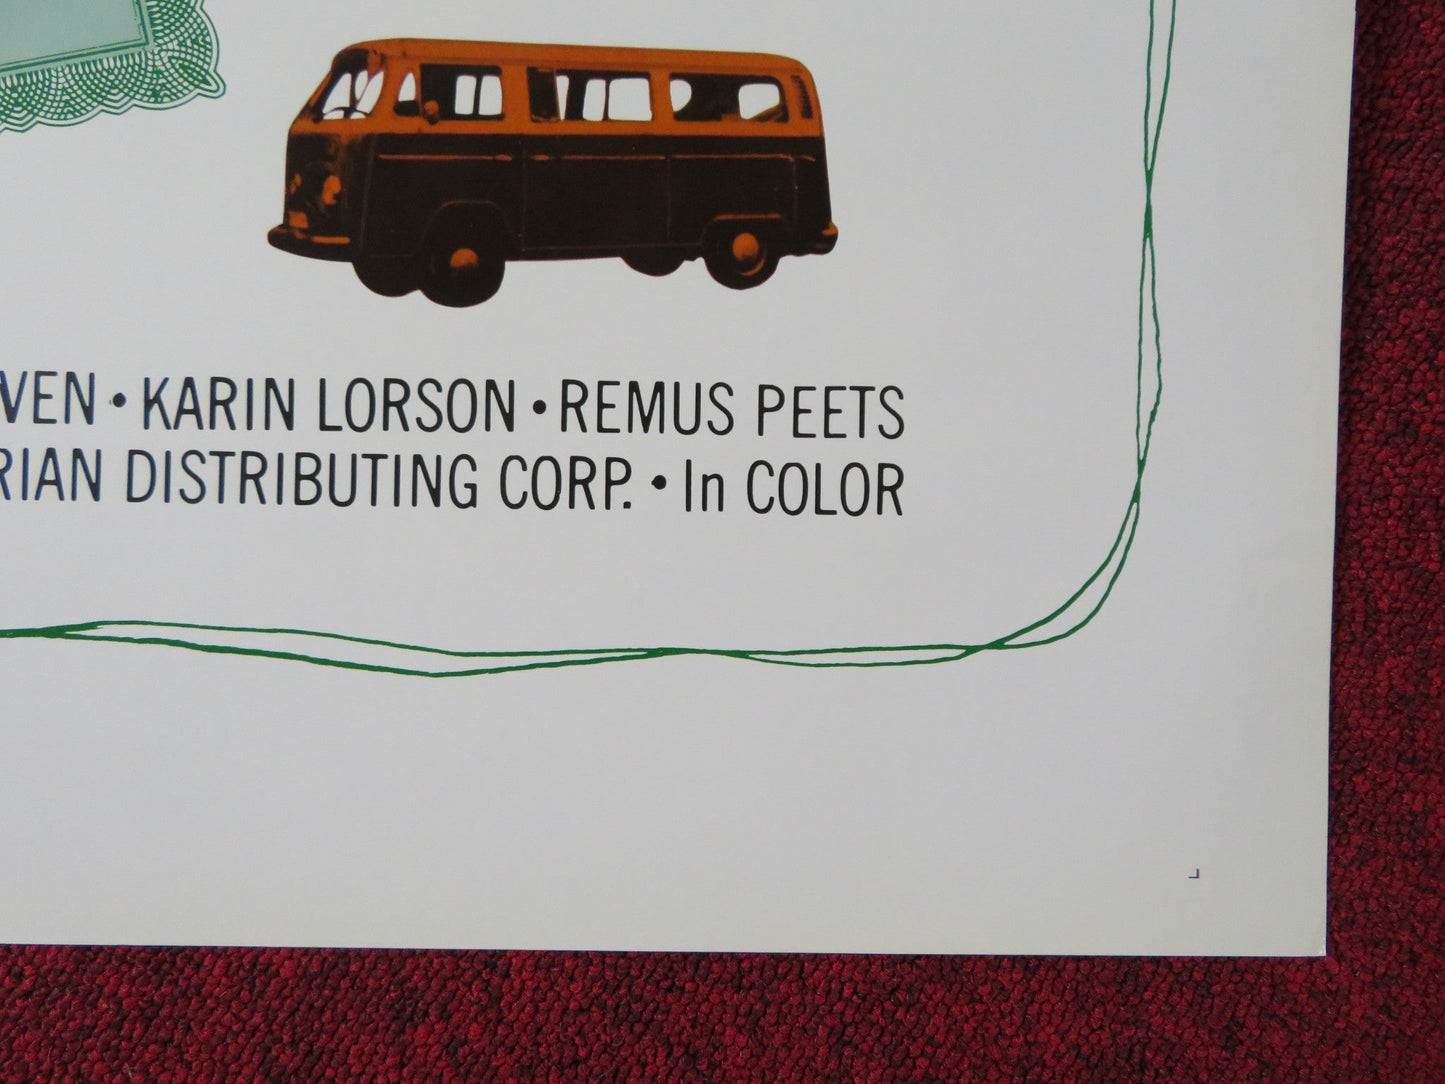 VEN • KARIN LORSON • REMUS PEETS
RIAN DISTRIBUTING CORP. • In COLOR